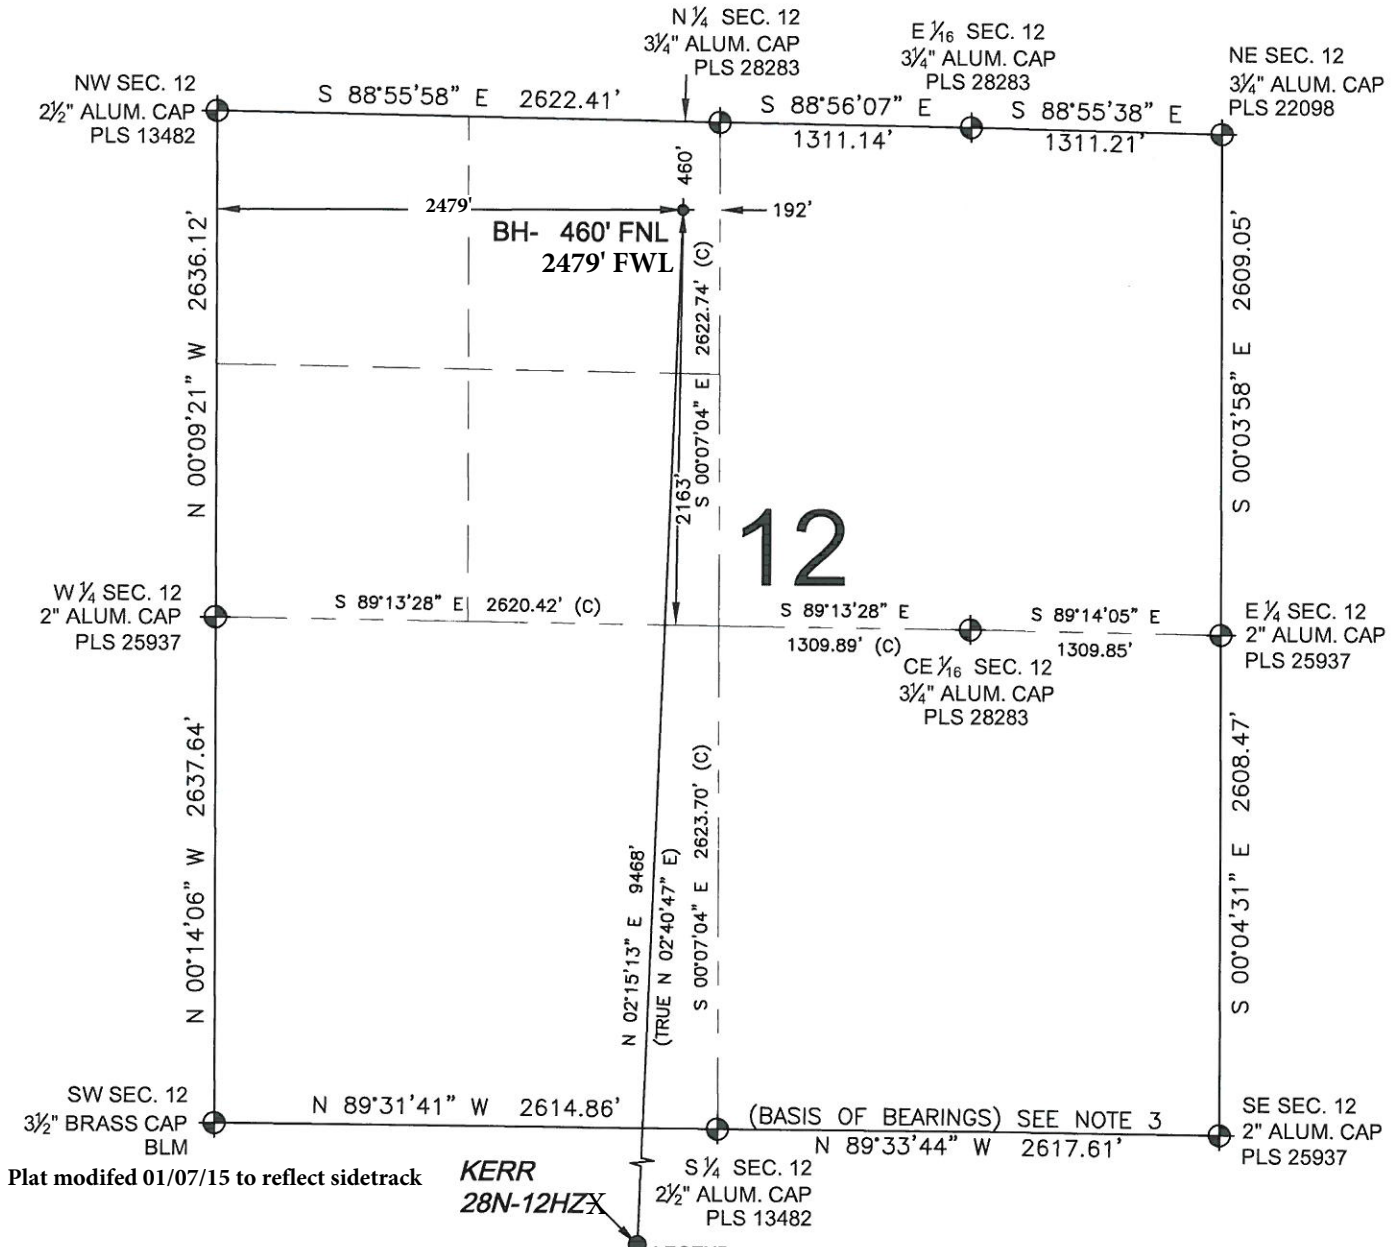 N 1/4 SEC. 12
3 1/4" ALUM. CAP
PLS 28283
E 1/16 SEC. 12
3 1/4" ALUM. CAP
PLS 28283
NE SEC. 12
3 1/4" ALUM. CAP
PLS 22098
NW SEC. 12
2 1/2" ALUM. CAP
PLS 13482
S 88°55'58" E 2622.41'
S 88°56'07" E
1311.14'
S 88°55'38" E
1311.21'
460'
2479'
192'
BH- 460' FNL
2479' FWL
N 00°09'21" W 2636.12'
2163'
S 00°07'04" E 2622.74' (C)
S 00°03'58" E 2609.05'
12
W 1/4 SEC. 12
2" ALUM. CAP
PLS 25937
S 89°13'28" E 2620.42' (C)
S 89°13'28" E
1309.89' (C)
S 89°14'05" E
1309.85'
E 1/4 SEC. 12
2" ALUM. CAP
PLS 25937
CE 1/16 SEC. 12
3 1/4" ALUM. CAP
PLS 28283
N 00°14'06" W 2637.64'
N 02°15'13" E 9468'
(TRUE N 02°40'47" E)
S 00°07'04" E 2623.70' (C)
S 00°04'31" E 2608.47'
SW SEC. 12
3 1/2" BRASS CAP
BLM
N 89°31'41" W 2614.86'
(BASIS OF BEARINGS) SEE NOTE 3
N 89°33'44" W 2617.61'
SE SEC. 12
2" ALUM. CAP
PLS 25937
Plat modifed 01/07/15 to reflect sidetrack
KERR
28N-12HZX
S 1/4 SEC. 12
2 1/2" ALUM. CAP
PLS 13482